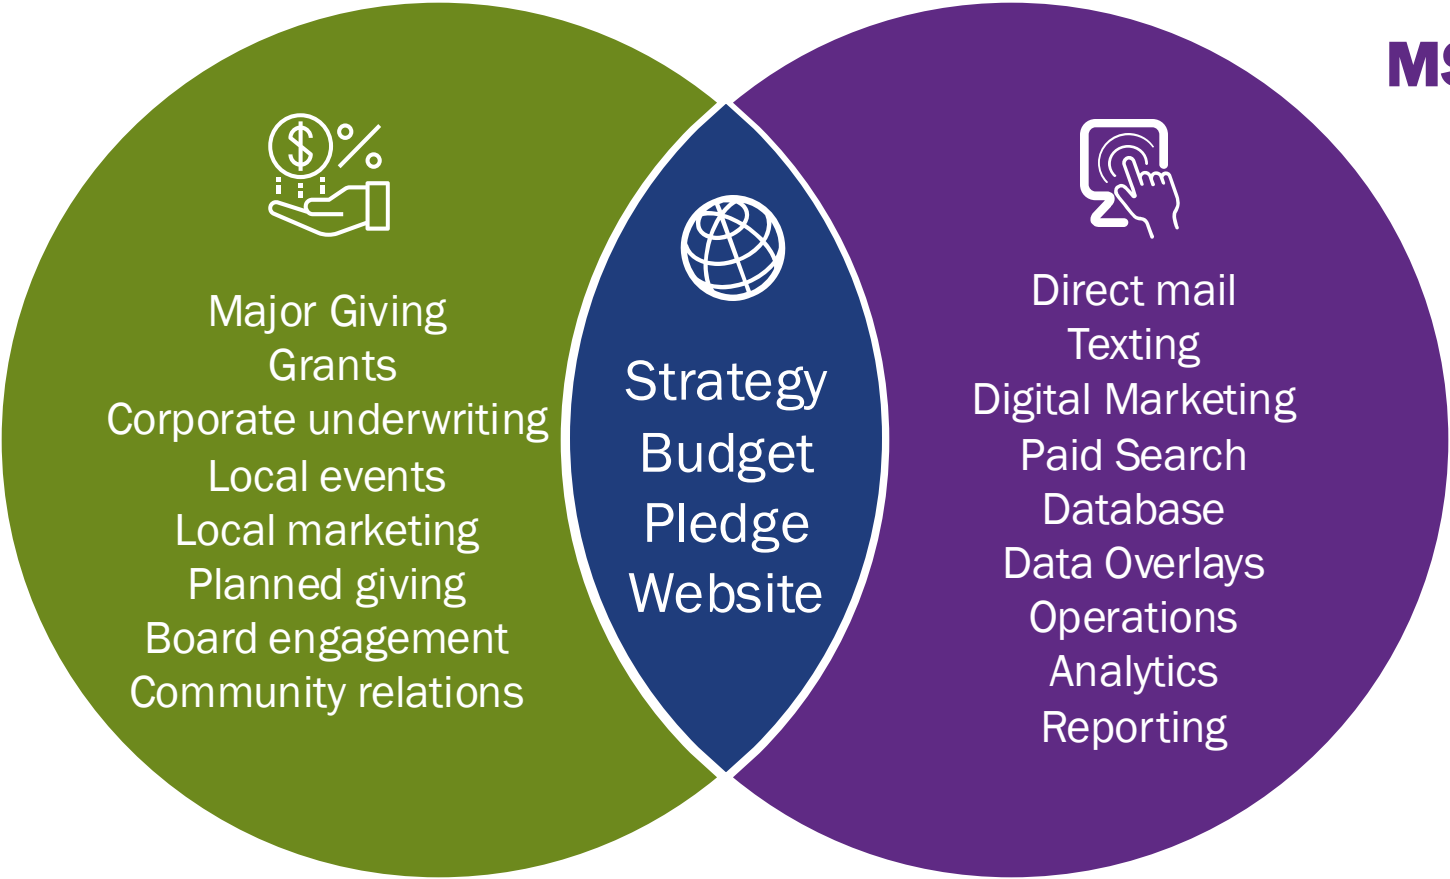 Major Giving
Grants
Corporate underwriting
Local events
Local marketing
Planned giving
Board engagement
Community relations
Strategy
Budget
Pledge
Website
Direct mail
Texting
Digital Marketing
Paid Search
Database
Data Overlays
Operations
Analytics
Reporting